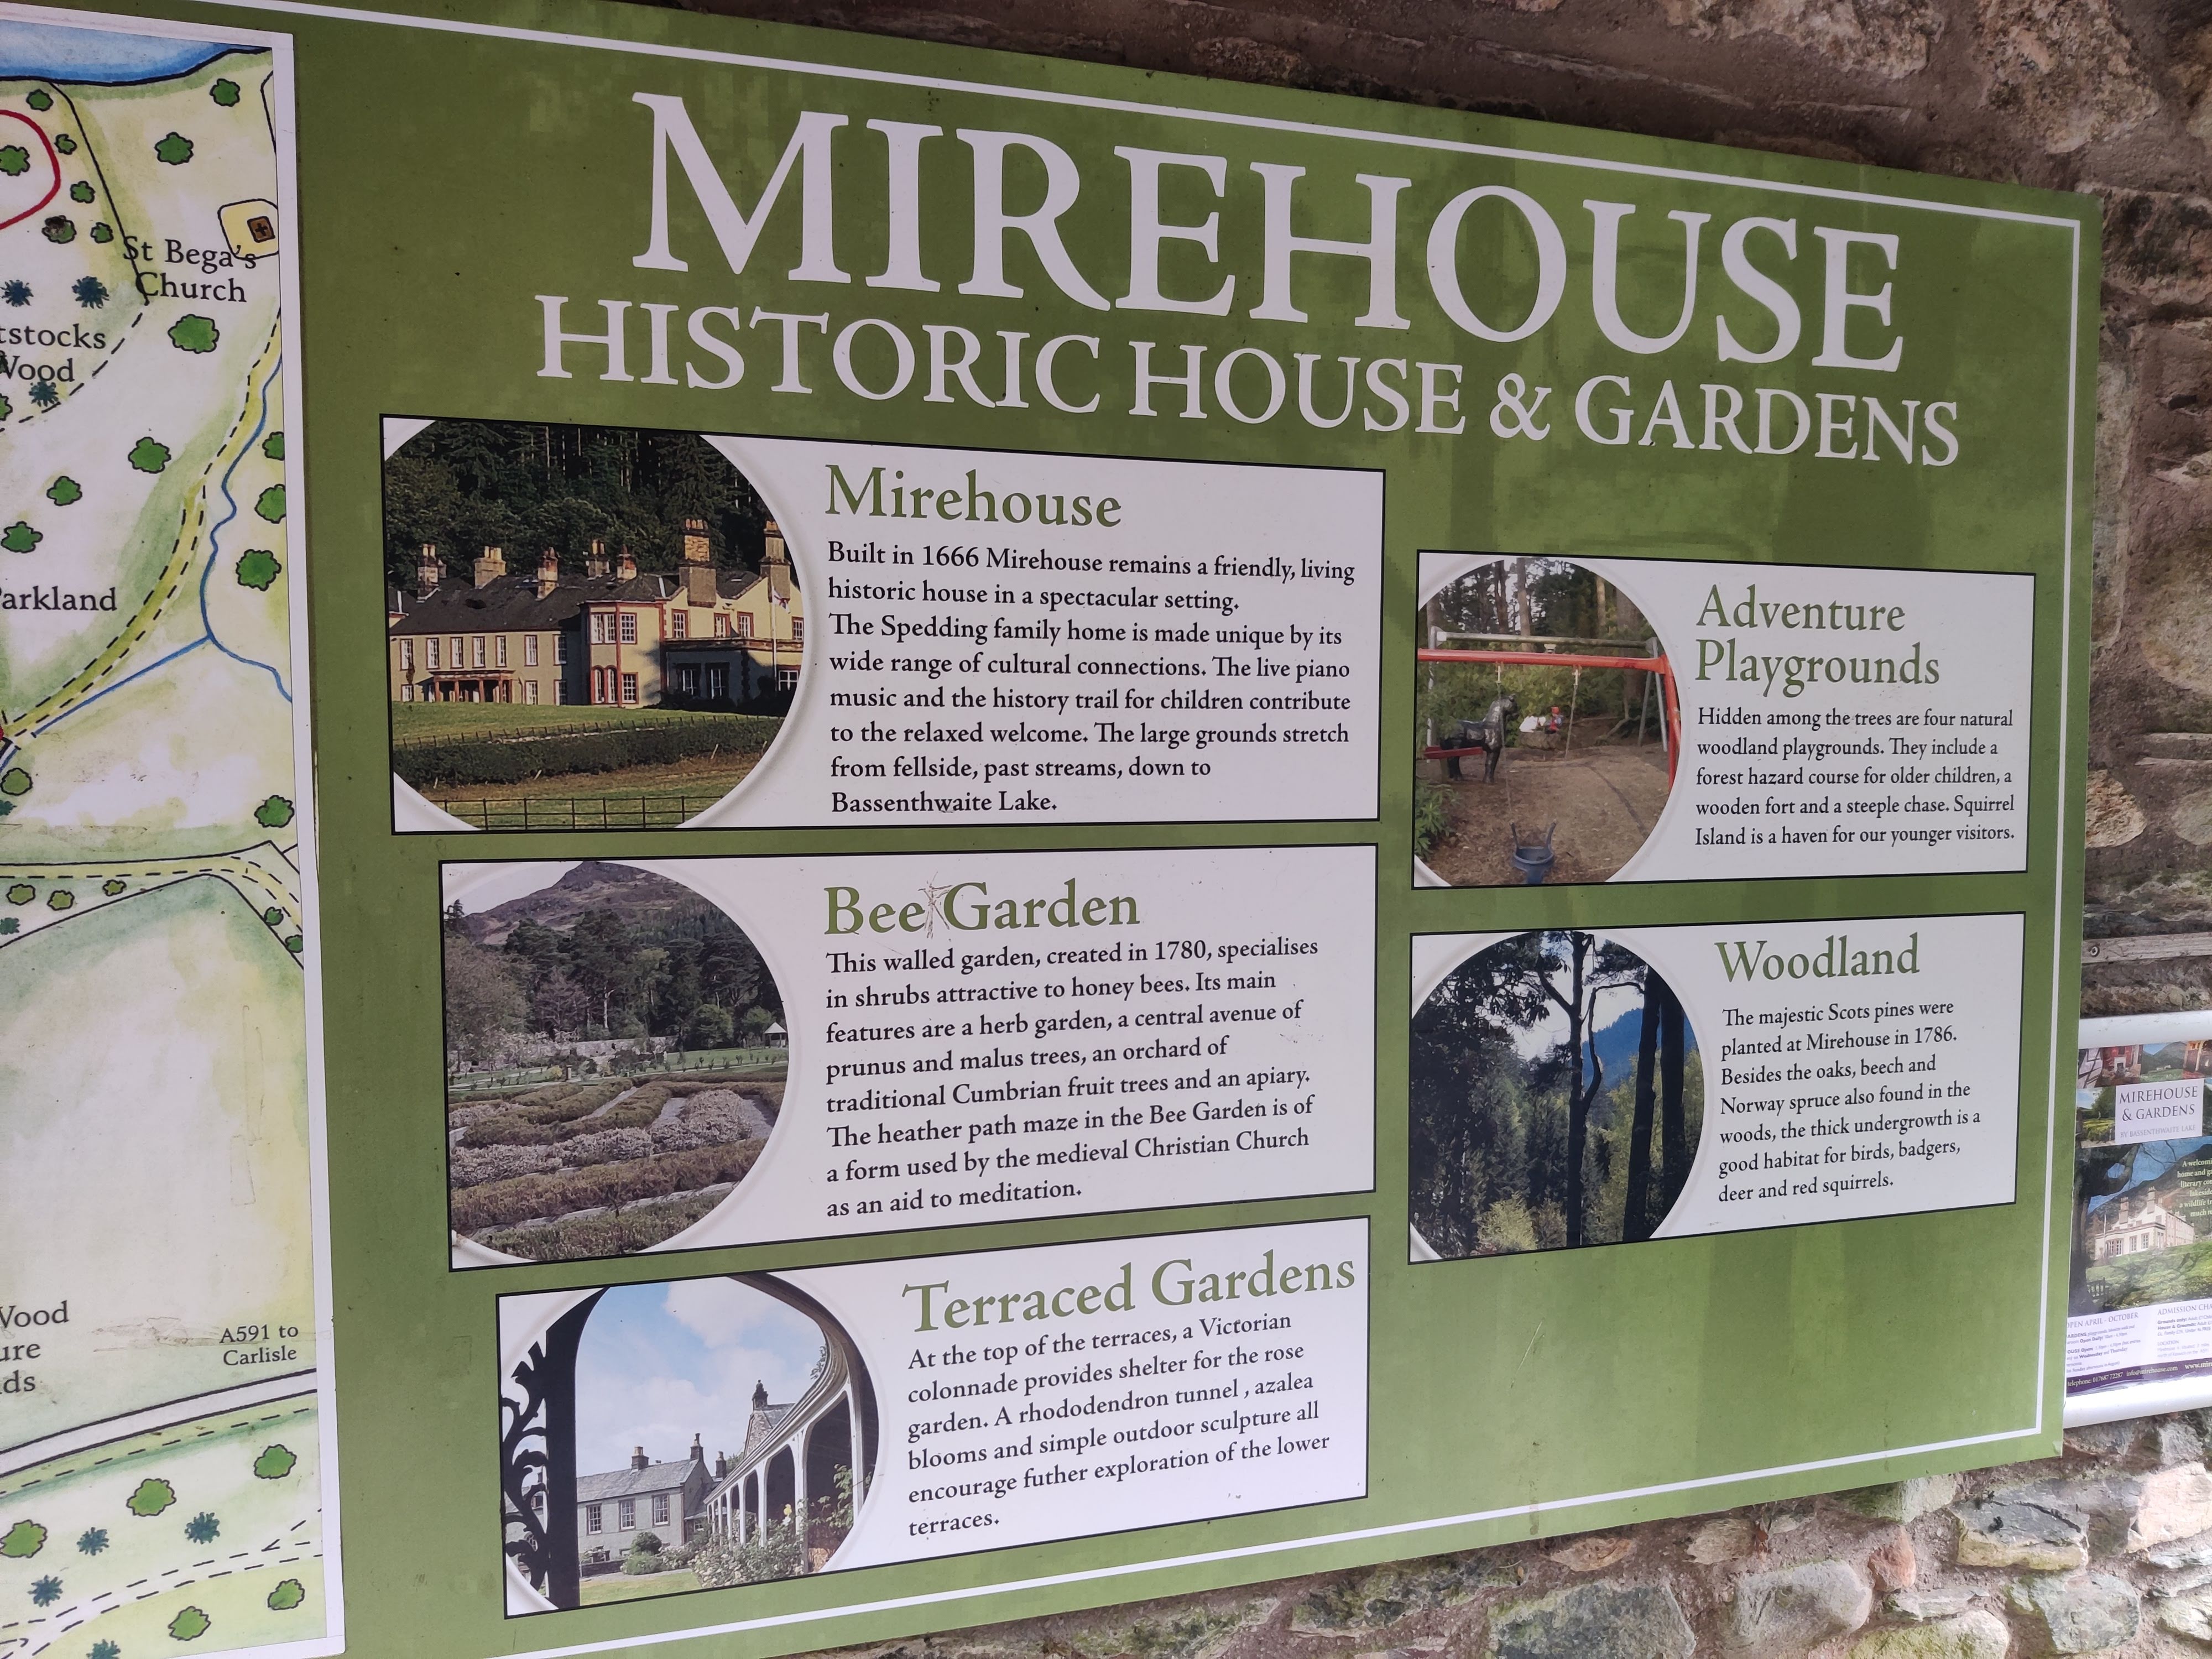 St Bega's
Church
Parkland
A591 to
Carlisle
MIREHOUSE
HISTORIC HOUSE & GARDENS
Mirehouse
Built in 1666 Mirehouse remains a friendly, living
historic house in a spectacular setting.
The Spedding family home is made unique by its
wide range of cultural connections. The live piano
music and the history trail for children contribute
to the relaxed welcome. The large grounds stretch
from fellside, past streams, down to
Bassenthwaite Lake.
Bee Garden
This walled garden, created in 1780, specialises
in shrubs attractive to honey bees. Its main
features are a herb garden, a central avenue of
prunus and malus trees, an orchard of
traditional Cumbrian fruit trees and an apiary.
The heather path maze in the Bee Garden is of
a form used by the medieval Christian Church
as an aid to meditation.
Terraced Gardens
At the top of the terraces, a Victorian
colonnade provides shelter for the rose
garden. A rhododendron tunnel , azalea
blooms and simple outdoor sculpture all
encourage futher exploration of the lower
terraces.
Adventure
Playgrounds
Hidden among the trees are four natural
woodland playgrounds. They include a
forest hazard course for older children, a
wooden fort and a steeple chase. Squirrel
Island is a haven for our younger visitors.
Woodland
The majestic Scots pines were
planted at Mirehouse in 1786.
Besides the oaks, beech and
Norway spruce also found in the
woods, the thick undergrowth is a
good habitat for birds, badgers,
deer and red squirrels.
MIREHOUSE
& GARDENS
BY BASSENTHWAITE LAKE